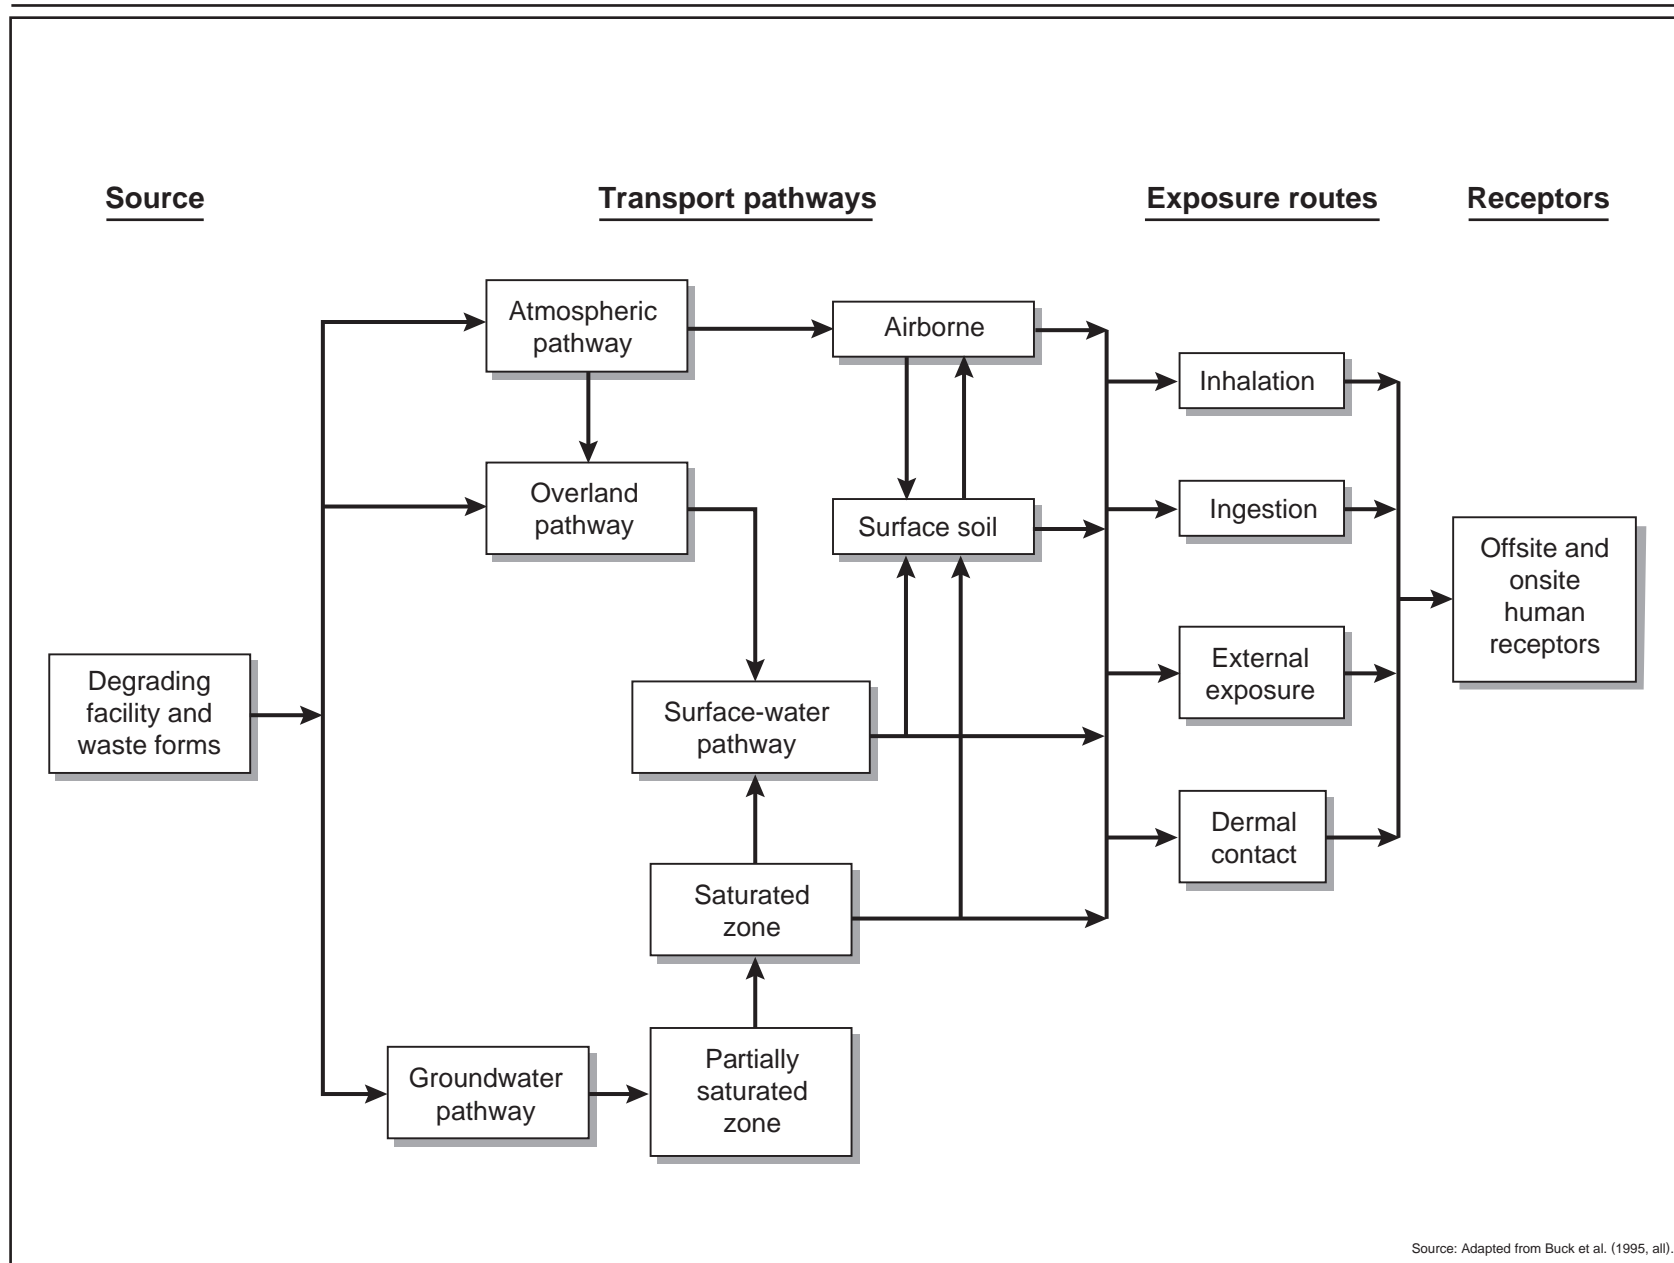 Source
Transport pathways
Exposure routes
Receptors
Atmospheric
pathway
Airborne
Inhalation
Overland
pathway
Surface soil
Ingestion
Offsite and
onsite
human
receptors
Degrading
facility and
waste forms
Surface-water
pathway
External
exposure
Saturated
zone
Dermal
contact
Groundwater
pathway
Partially
saturated
zone
Source: Adapted from Buck et al. (1995, all).